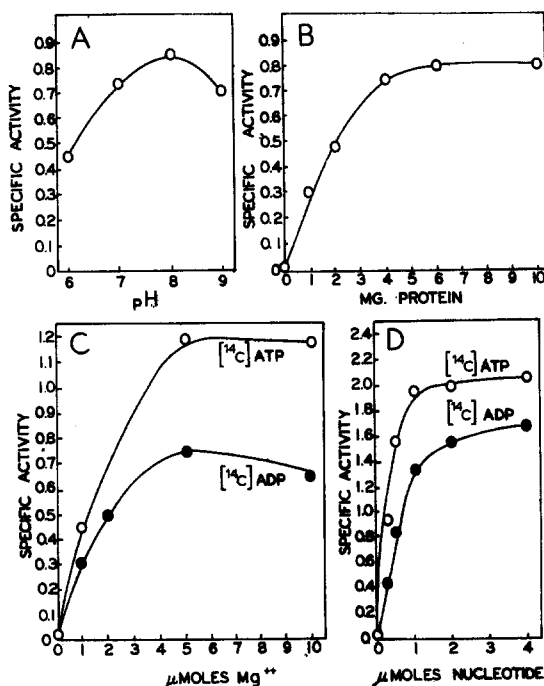 A
SPECIFIC ACTIVITY
0.9
0.8
0.7
0.6
0.5
0.4
0.3
0.2
0.1
0
6 7 8 9
pH
B
SPECIFIC ACTIVITY
0.9
0.8
0.7
0.6
0.5
0.4
0.3
0.2
0.1
0
0 1 2 3 4 5 6 7 8 9 10
MG. PROTEIN
C
SPECIFIC ACTIVITY
1.2
1.1
1.0
0.9
0.8
0.7
0.6
0.5
0.4
0.3
0.2
0.1
0
[14C] ATP
[14C] ADP
0 1 2 3 4 5 6 7 8 9 10
μMOLES Mg++
D
SPECIFIC ACTIVITY
2.4
2.2
2.0
1.8
1.6
1.4
1.2
1.0
0.8
0.6
0.4
0.2
0
[14C] ATP
[14C] ADP
0 1 2 3 4
μMOLES NUCLEOTIDE